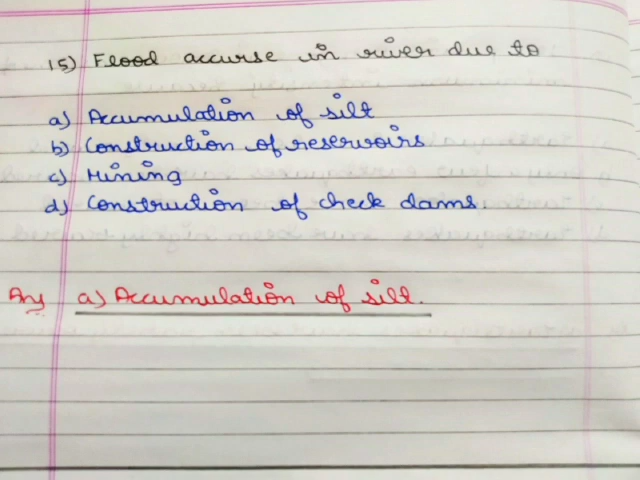 15) Flood accurse in river due to
a) Accumulation of silt
b) Construction of reservoirs
c) Mining
d) Construction of check dams
Ans a) Accumulation of silt.